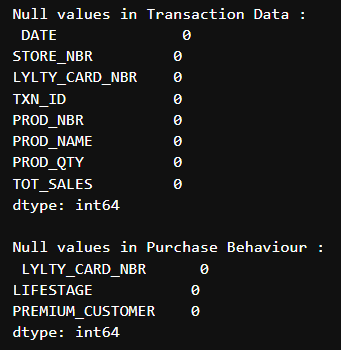 Null values in Transaction Data :
 DATE              0
STORE_NBR         0
LYLTY_CARD_NBR    0
TXN_ID            0
PROD_NBR          0
PROD_NAME         0
PROD_QTY          0
TOT_SALES         0
dtype: int64

Null values in Purchase Behaviour :
 LYLTY_CARD_NBR      0
LIFESTAGE           0
PREMIUM_CUSTOMER    0
dtype: int64